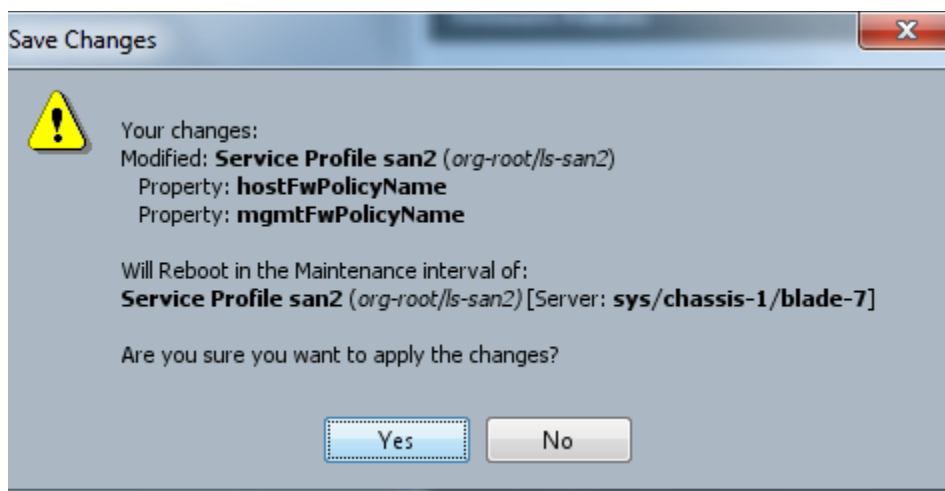 Save Changes
Your changes:
Modified: Service Profile san2 (org-root/ls-san2)
Property: hostFwPolicyName
Property: mgmtFwPolicyName
Will Reboot in the Maintenance interval of:
Service Profile san2 (org-root/ls-san2) [Server: sys/chassis-1/blade-7]
Are you sure you want to apply the changes?
Yes No